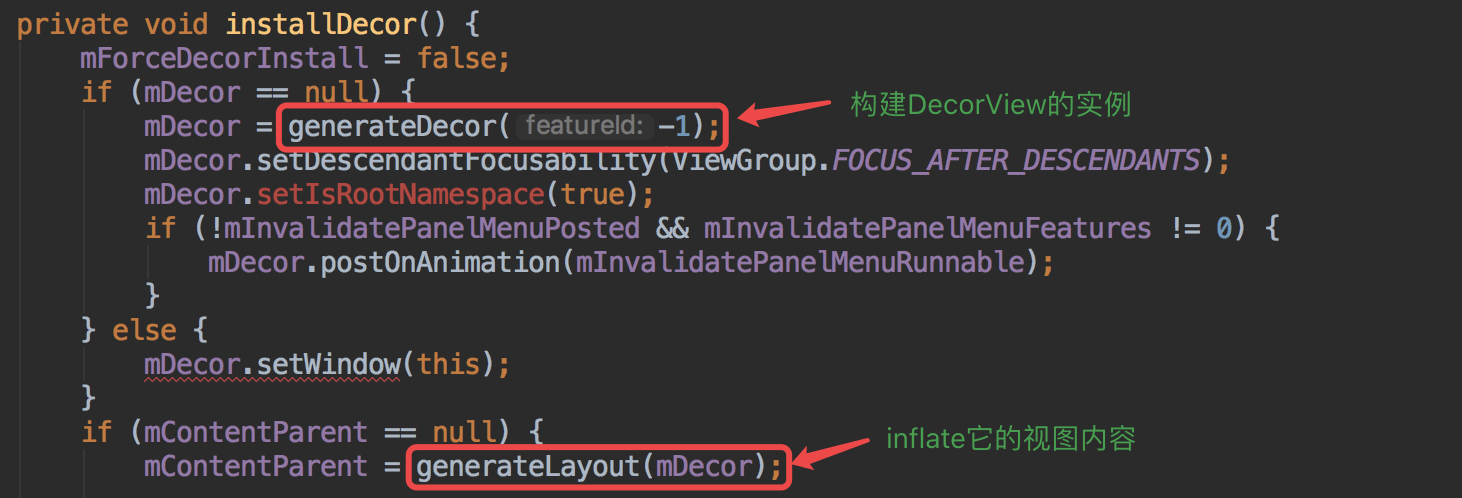 private void installDecor() {
mForceDecorInstall = false;
if (mDecor == null) {
构建DecorView的实例
mDecor = generateDecor( featureId: -1);
mDecor.setDescendantFocusability(ViewGroup.FOCUS_AFTER_DESCENDANTS);
mDecor.setIsRootNamespace(true);
if (!mInvalidatePanelMenuPosted && mInvalidatePanelMenuFeatures != 0) {
mDecor.postOnAnimation(mInvalidatePanelMenuRunnable);
}
} else {
mDecor.setWindow(this);
}
if (mContentParent == null) {
inflate它的视图内容
mContentParent = generateLayout(mDecor);